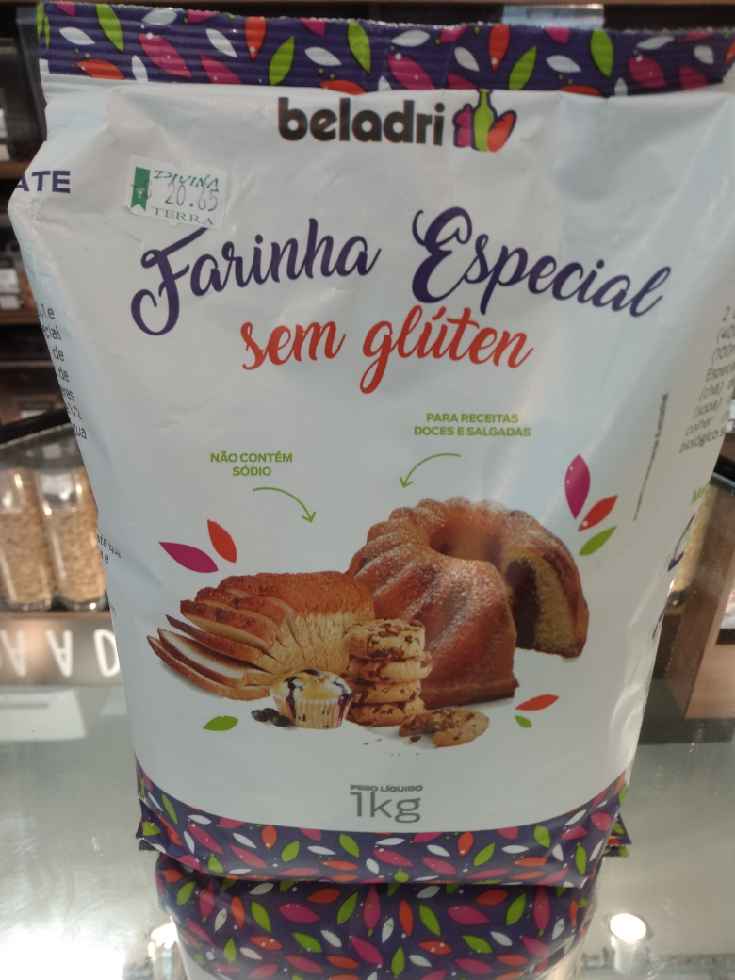 beladri
ATE
DIVINA
20.65
TERRA
Farinha Especial
sem glúten
PARA RECEITAS
DOCES E SALGADAS
NÃO CONTÉM
SÓDIO
PESO LÍQUIDO
1kg